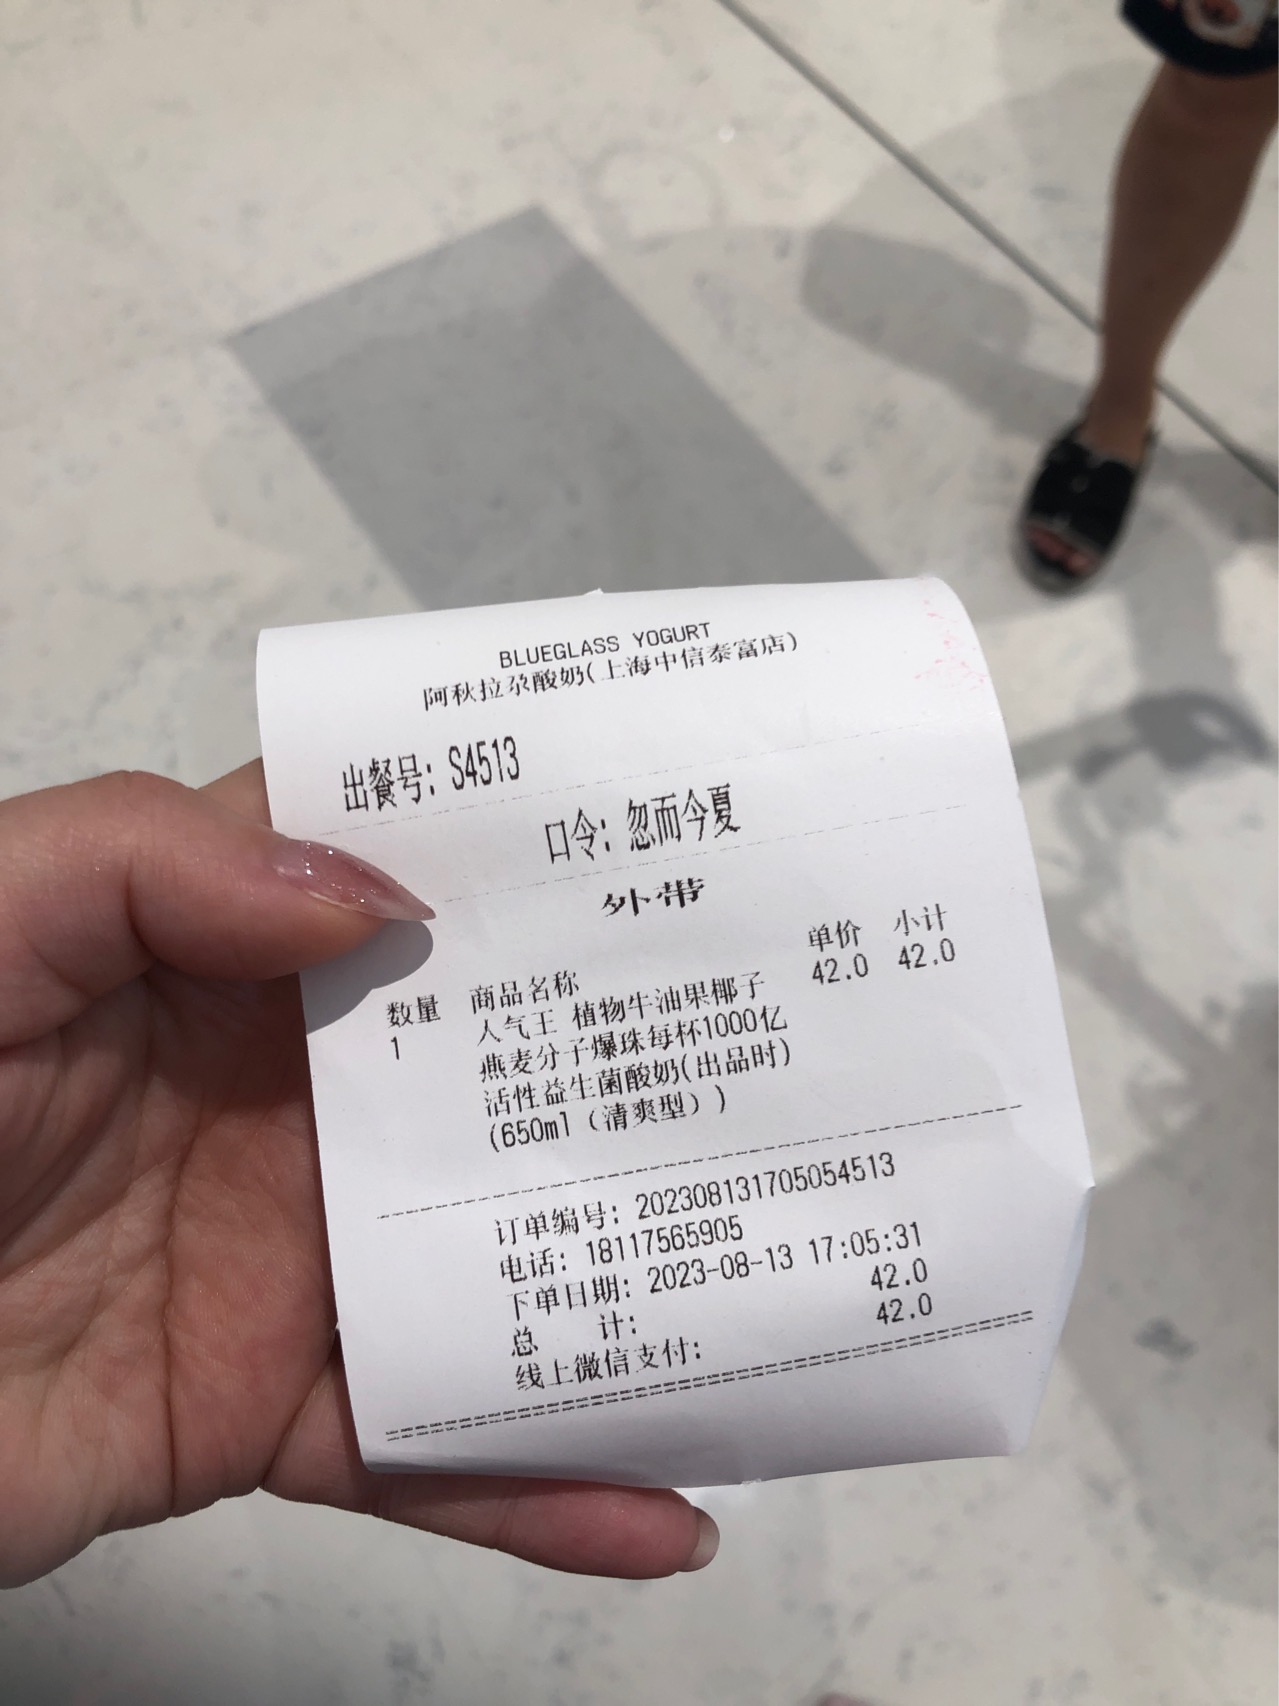 BLUEGLASS YOGURT
阿秋拉尕酸奶(上海中信泰富店)
出餐号: S4513
口令: 忽而今夏
外带
数量 商品名称 单价 小计
1 人气王 植物牛油果椰子 42.0 42.0
燕麦分子爆珠每杯1000亿
活性益生菌酸奶(出品时)
(650ml（清爽型）)
订单编号: 202308131705054513
电话: 18117565905
下单日期: 2023-08-13 17:05:31
总 计: 42.0
线上微信支付: 42.0